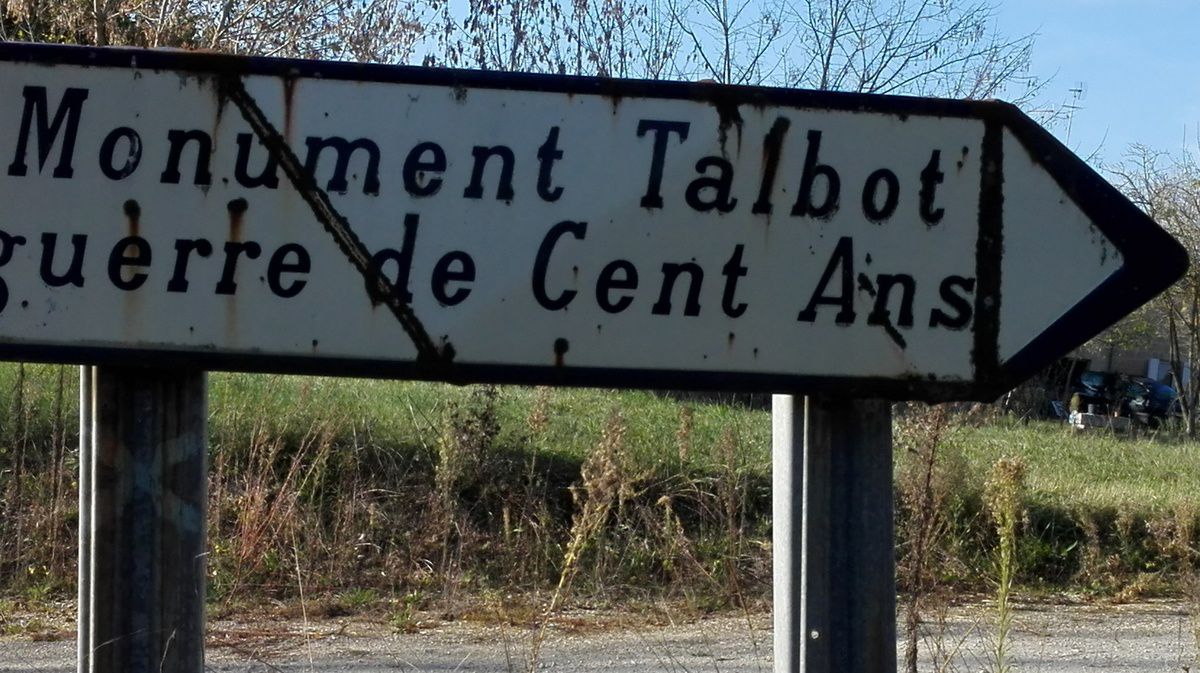 Monument Talbot
guerre de Cent Ans